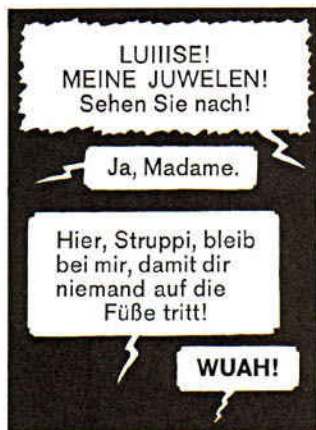 LUIIISE!
MEINE JUWELEN!
Sehen Sie nach!
Ja, Madame.
Hier, Struppi, bleib
bei mir, damit dir
niemand auf die
Füße tritt!
WUAH!